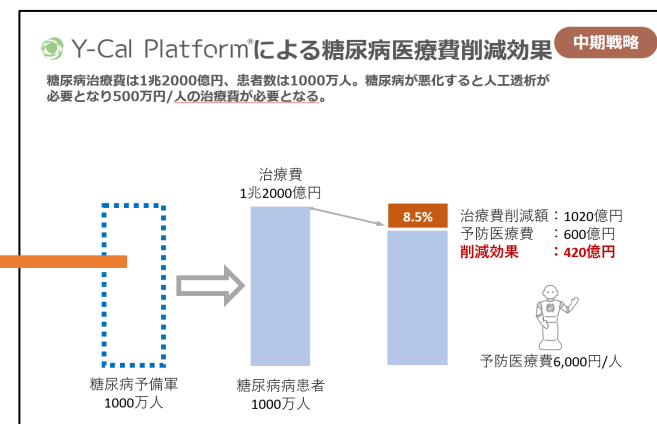 Y-Cal Platform®による糖尿病医療費削減効果
中期戦略
糖尿病治療費は1兆2000億円、患者数は1000万人。糖尿病が悪化すると人工透析が
必要となり500万円/人の治療費が必要となる。
治療費
1兆2000億円
8.5%
治療費削減額：1020億円
予防医療費　：600億円
削減効果　　：420億円
予防医療費6,000円/人
糖尿病予備軍
1000万人
糖尿病病患者
1000万人